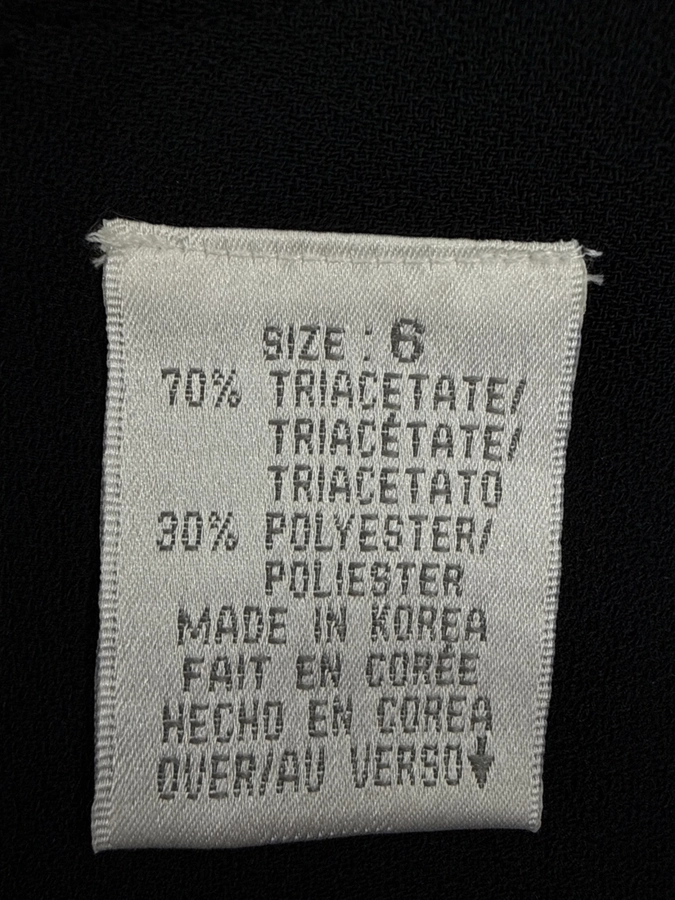 SIZE : 6
70% TRIACETATE/
TRIACÉTATE/
TRIACETATO
30% POLYESTER/
POLIESTER
MADE IN KOREA
FAIT EN CORÉE
HECHO EN COREA
OVER/AU VERSO